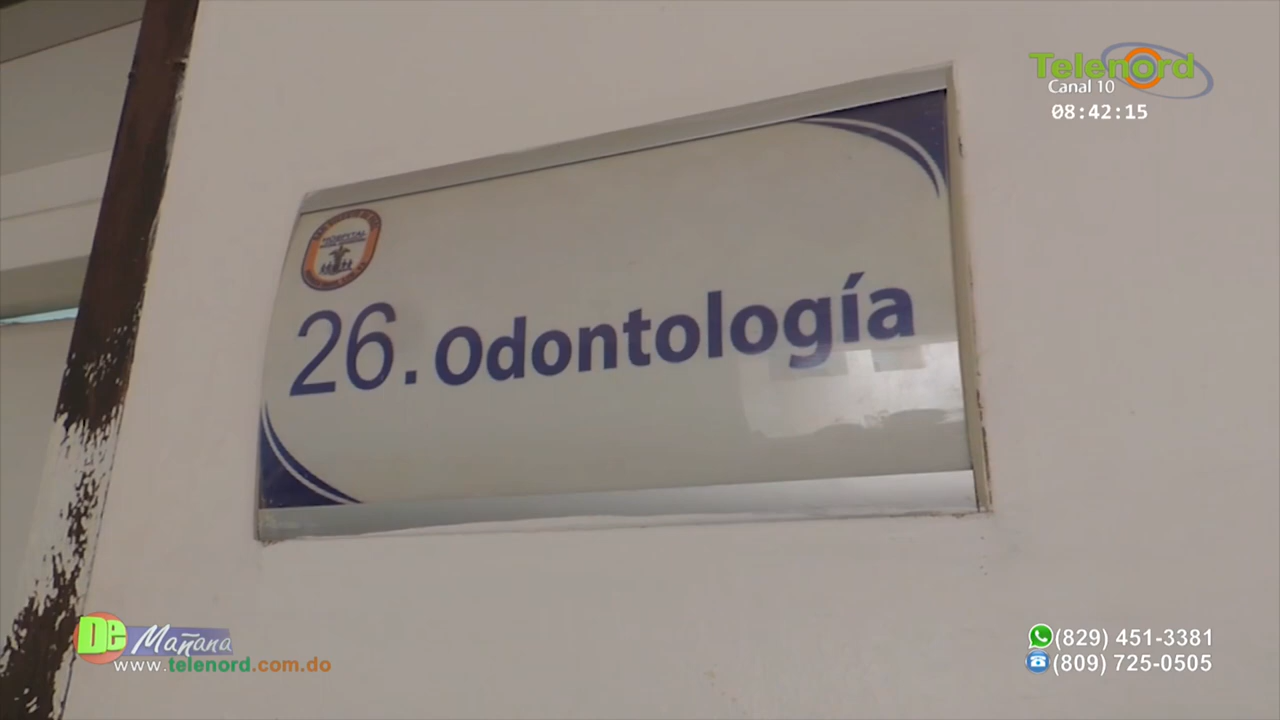 Telenord
Canal 10
08:42:15
HOSPITAL
26. Odontología
De Mañana
www.telenord.com.do
(829) 451-3381
(809) 725-0505